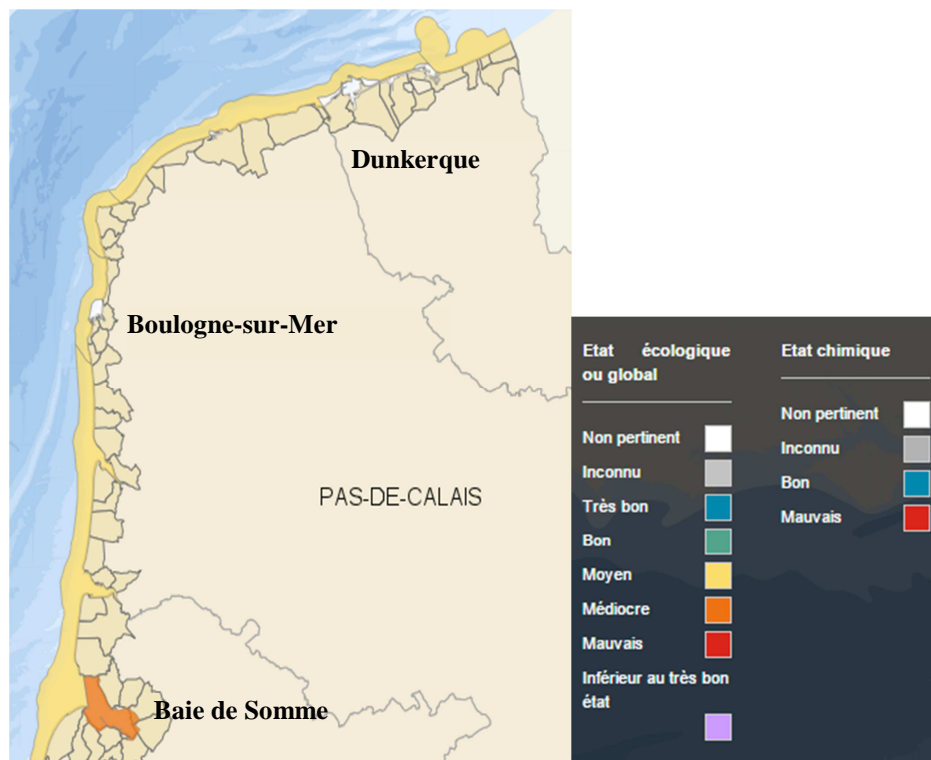 Dunkerque
Boulogne-sur-Mer
PAS-DE-CALAIS
Baie de Somme
Etat écologique
ou global
Non pertinent
Inconnu
Très bon
Bon
Moyen
Médiocre
Mauvais
Inférieur au très bon
état
Etat chimique
Non pertinent
Inconnu
Bon
Mauvais